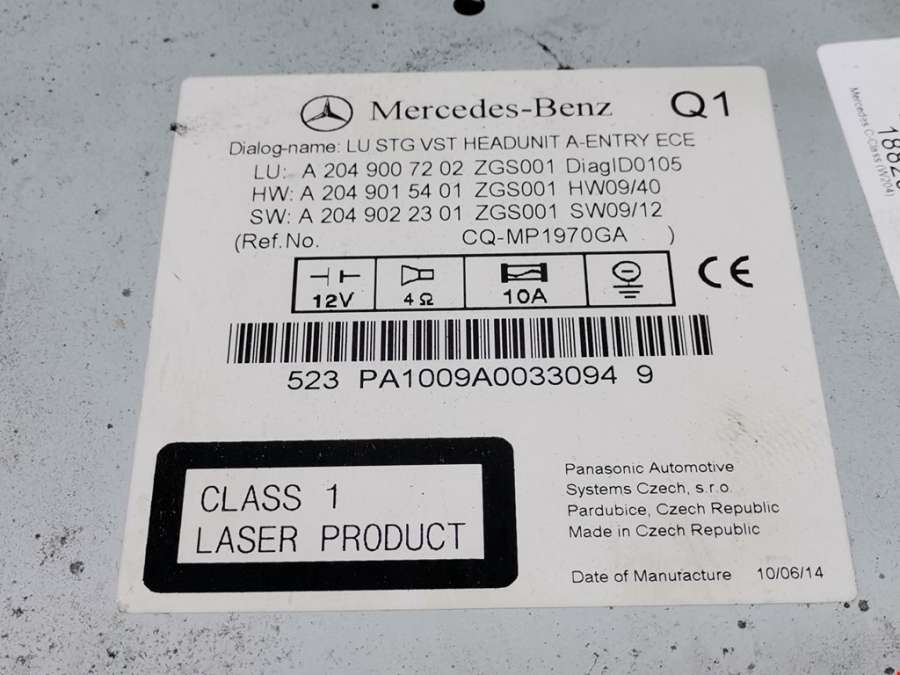 Mercedes-Benz Q1
Dialog-name: LU STG VST HEADUNIT A-ENTRY ECE
LU: A 204 900 72 02 ZGS001 DiagID0105
HW: A 204 901 54 01 ZGS001 HW09/40
SW: A 204 902 23 01 ZGS001 SW09/12
(Ref.No. CQ-MP1970GA )
12V 4Ω 10A CE
523 PA1009A0033094 9
CLASS 1
LASER PRODUCT
Panasonic Automotive
Systems Czech, s.r.o.
Pardubice, Czech Republic
Made in Czech Republic
Date of Manufacture 10/06/14
Mercedes C-Class (W204)